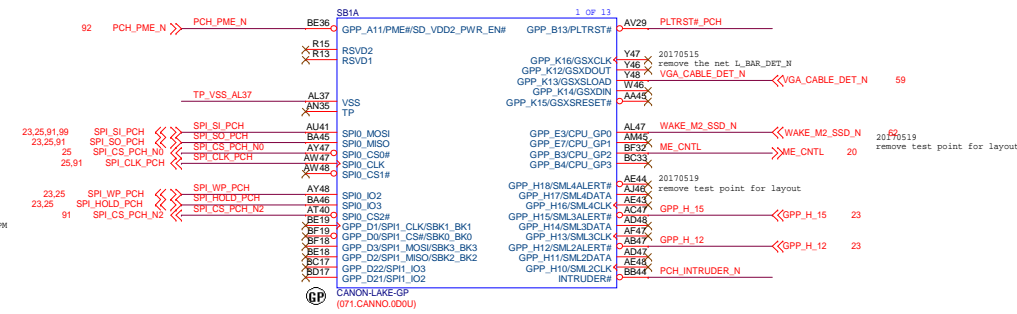 SB1A 1 OF 13
92 PCH_PME_N PCH_PME_N BE36 GPP_A11/PME#/SD_VDD2_PWR_EN# GPP_B13/PLTRST# AV29 PLTRST#_PCH
R15 RSVD2
R13 RSVD1
GPP_K16/GSXCLK Y47 20170515
GPP_K12/GSXDOUT Y46 remove the net L_BAR_DET_N
GPP_K13/GSXSLOAD Y48 VGA_CABLE_DET_N VGA_CABLE_DET_N 59
GPP_K14/GSXDIN W46
TP_VSS_AL37 AL37 VSS GPP_K15/GSXSRESET# AA45
AN35 TP
23,25,91,99 SPI_SI_PCH SPI_SI_PCH AU41 SPI0_MOSI GPP_E3/CPU_GP0 AL47 WAKE_M2_SSD_N WAKE_M2_SSD_N 62
23,25,91 SPI_SO_PCH SPI_SO_PCH BA45 SPI0_MISO GPP_E7/CPU_GP1 AM45 20170519
25 SPI_CS_PCH_N0 SPI_CS_PCH_N0 AY47 SPI0_CS0# GPP_B3/CPU_GP2 BF32 ME_CNTL ME_CNTL 20 remove test point for layout
25,91 SPI_CLK_PCH SPI_CLK_PCH AW47 SPI0_CLK GPP_B4/CPU_GP3 BC33
AW48 SPI0_CS1#
GPP_H18/SML4ALERT# AE44 20170519
23,25 SPI_WP_PCH SPI_WP_PCH AY48 SPI0_IO2 GPP_H17/SML4DATA AJ46 remove test point for layout
23,25 SPI_HOLD_PCH SPI_HOLD_PCH BA46 SPI0_IO3 GPP_H16/SML4CLK AE43
91 SPI_CS_PCH_N2 SPI_CS_PCH_N2 AT40 SPI0_CS2# GPP_H15/SML3ALERT# AC47 GPP_H_15 GPP_H_15 23
PM BE19 GPP_D1/SPI1_CLK/SBK1_BK1 GPP_H14/SML3DATA AD48
BF19 GPP_D0/SPI1_CS#/SBK0_BK0 GPP_H13/SML3CLK AF47
BF18 GPP_D3/SPI1_MOSI/SBK3_BK3 GPP_H12/SML2ALERT# AB47 GPP_H_12 GPP_H_12 23
BE18 GPP_D2/SPI1_MISO/SBK2_BK2 GPP_H11/SML2DATA AD47
BC17 GPP_D22/SPI1_IO3 GPP_H10/SML2CLK AE48
BD17 GPP_D21/SPI1_IO2 INTRUDER# BB44 PCH_INTRUDER_N
GP CANON-LAKE-GP
(071.CANNO.0D0U)